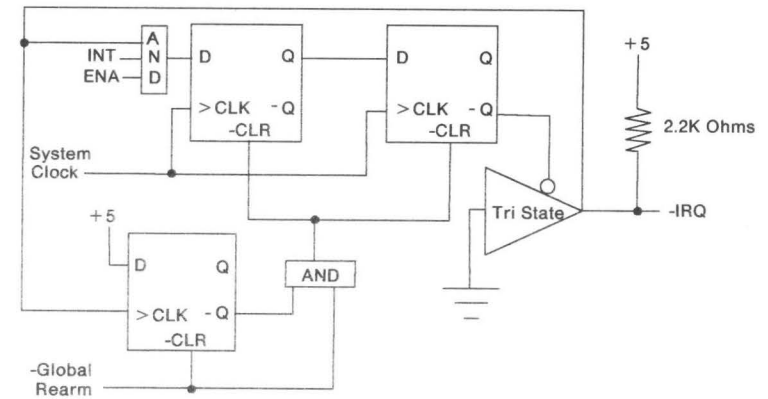 A
N
D
INT
ENA
D Q
> CLK -Q
-CLR
D Q
> CLK -Q
-CLR
+5
2.2K Ohms
System
Clock
Tri State
-IRQ
+5
D Q
> CLK -Q
-CLR
AND
-Global
Rearm